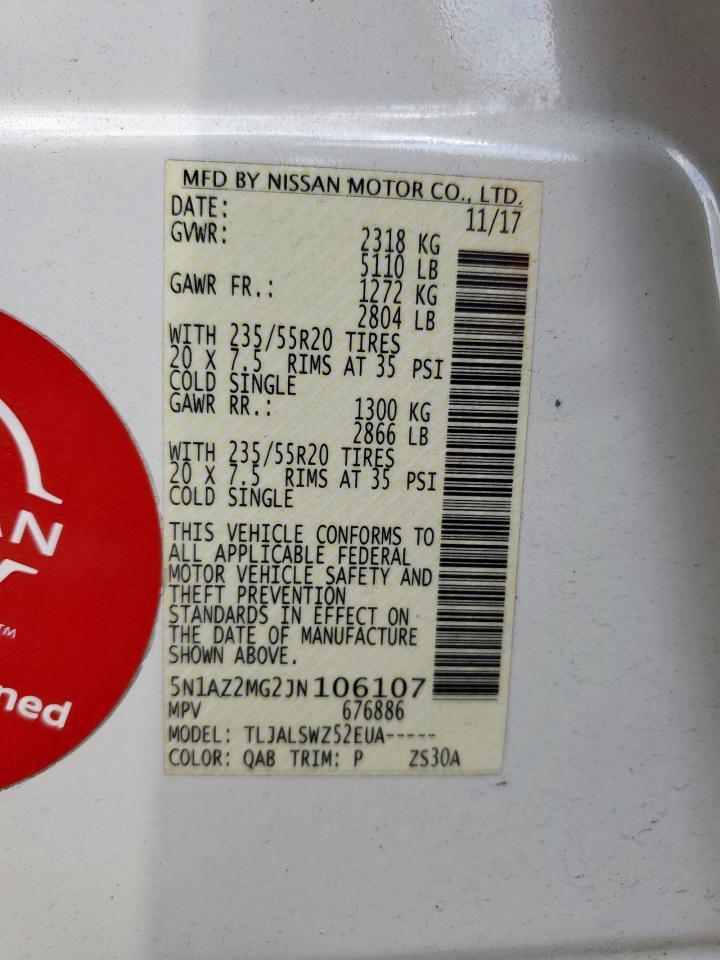 MFD BY NISSAN MOTOR CO., LTD.
DATE: 11/17
GVWR: 2318 KG
5110 LB
GAWR FR.: 1272 KG
2804 LB
WITH 235/55R20 TIRES
20 X 7.5 RIMS AT 35 PSI
COLD SINGLE
GAWR RR.: 1300 KG
2866 LB
WITH 235/55R20 TIRES
20 X 7.5 RIMS AT 35 PSI
COLD SINGLE
THIS VEHICLE CONFORMS TO
ALL APPLICABLE FEDERAL
MOTOR VEHICLE SAFETY AND
THEFT PREVENTION
STANDARDS IN EFFECT ON
THE DATE OF MANUFACTURE
SHOWN ABOVE.
5N1AZ2MG2JN106107
MPV 676886
MODEL: TLJALSWZ52EUA-----
COLOR: QAB TRIM: P ZS30A
AN
TM
ned